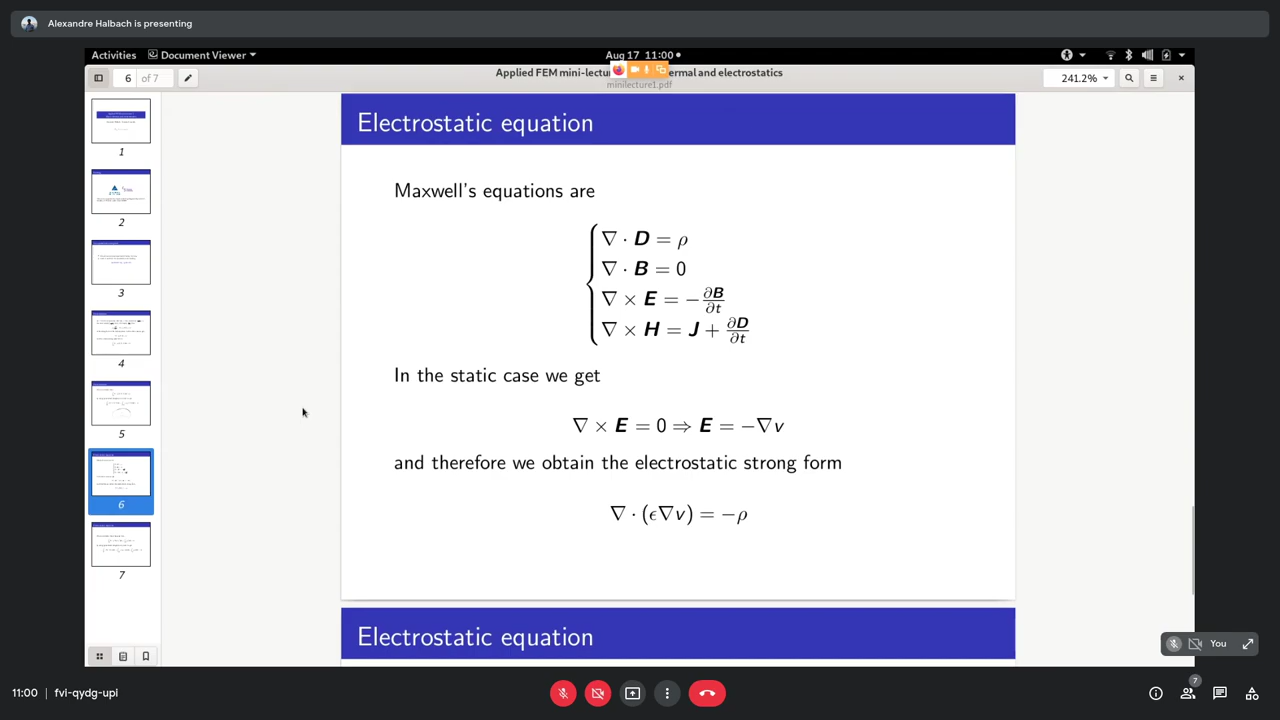 Alexandre Halbach is presenting
Activities Document Viewer Aug 17 11:00
6 of 7 Applied FEM mini-lectu ermal and electrostatics 241.2%
minilecture1.pdf
1
2
3
4
5
6
7
Electrostatic equation
Maxwell's equations are
∇ · D = ρ
∇ · B = 0
∇ × E = −∂B/∂t
∇ × H = J + ∂D/∂t
In the static case we get
∇ × E = 0 ⇒ E = −∇v
and therefore we obtain the electrostatic strong form
∇ · (ϵ∇v) = −ρ
Electrostatic equation
You
7
11:00 fvi-qydg-upi